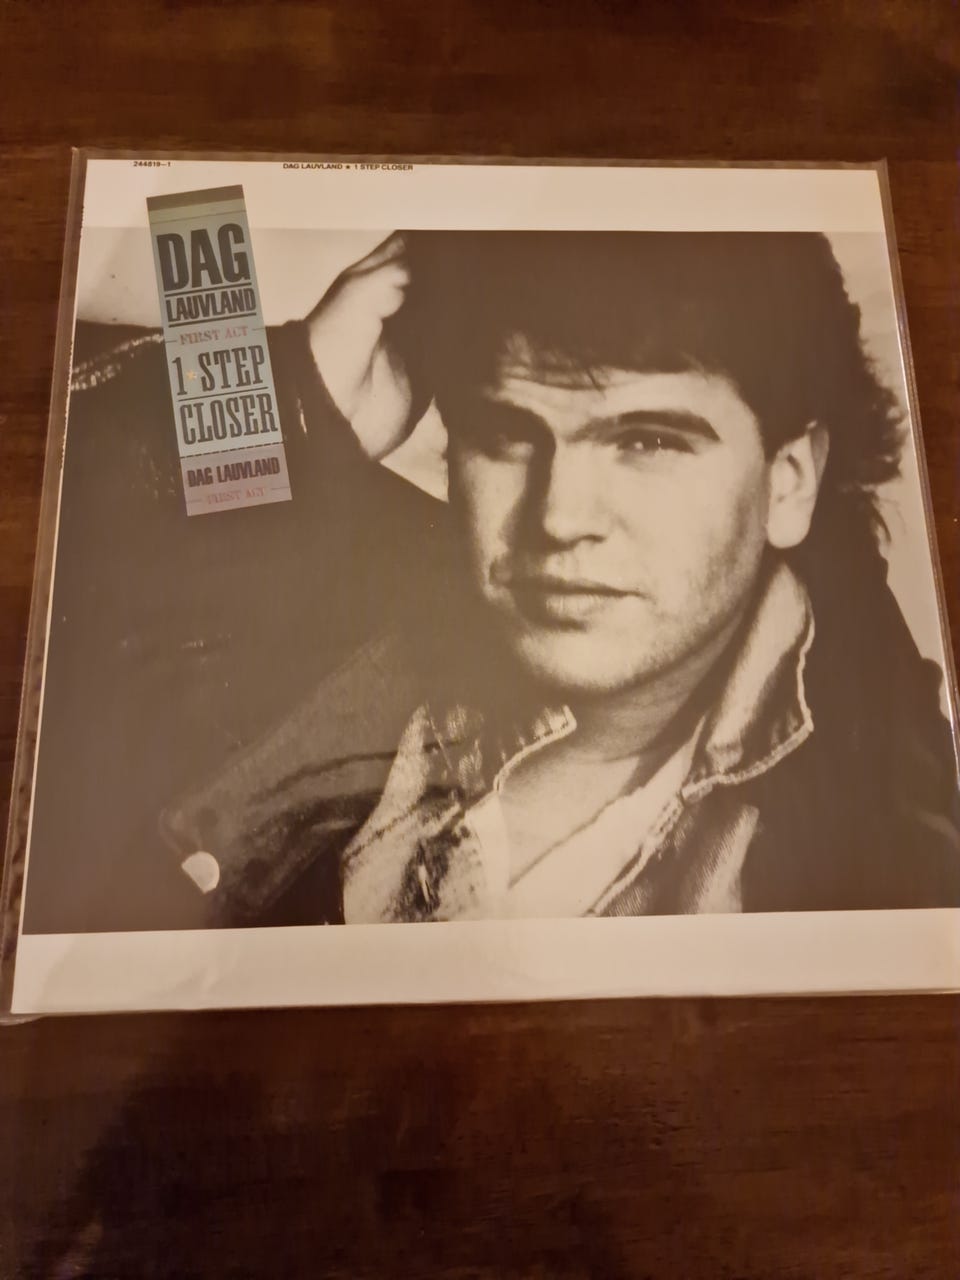 244819-1
DAG LAUVLAND ★ 1 STEP CLOSER
DAG
LAUVLAND
FIRST ACT
1★STEP
CLOSER
DAG LAUVLAND
FIRST ACT